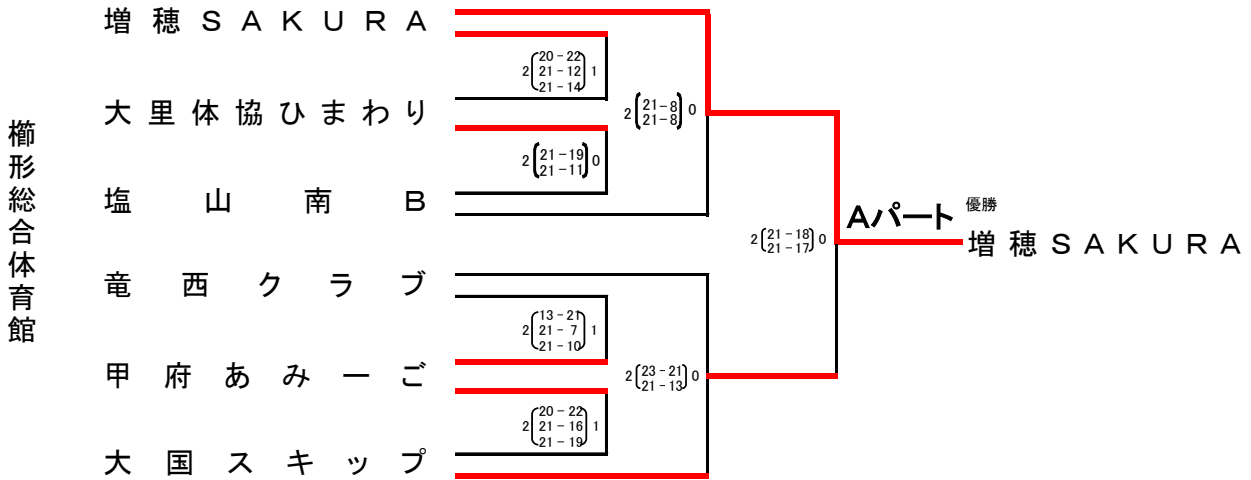 櫛形総合体育館
増穂SAKURA
2 20-22 1
21-12
21-14
大里体協ひまわり
2 21-8 0
21-8
2 21-19 0
21-11
塩山南B
Aパート 優勝
2 21-18 0
21-17
増穂SAKURA
竜西クラブ
2 13-21 1
21-7
21-10
甲府あみーご
2 23-21 0
21-13
2 20-22 1
21-16
21-19
大国スキップ